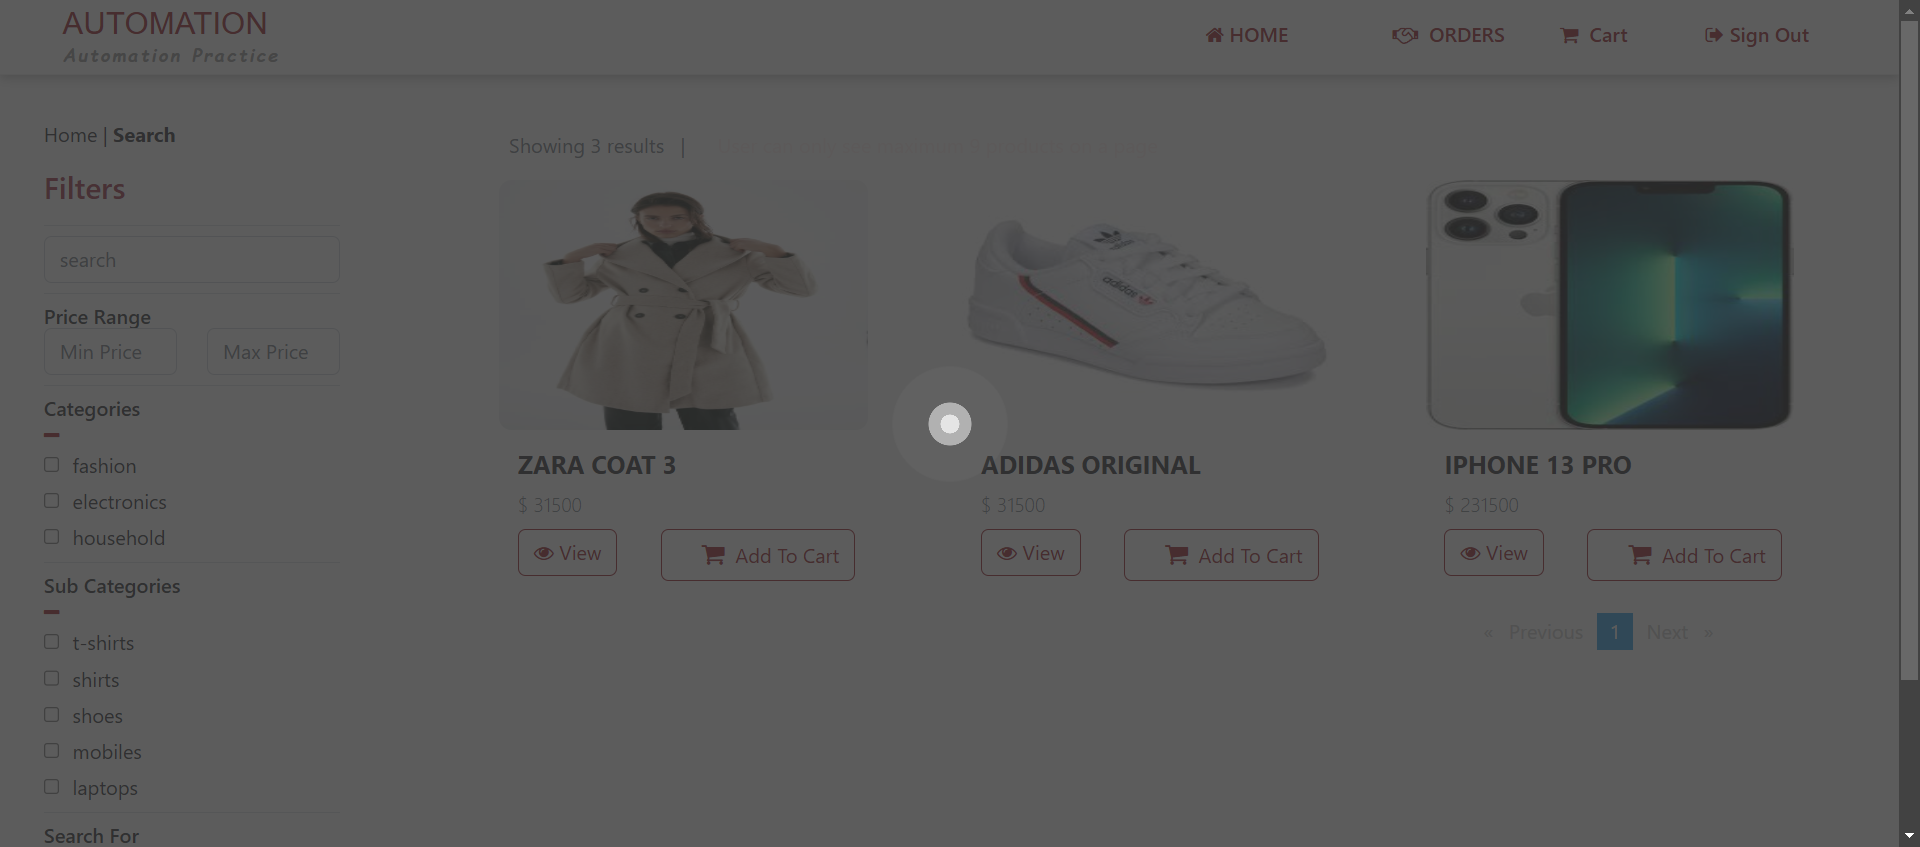 AUTOMATION
Automation Practice
HOME
ORDERS
Cart
Sign Out
Home | Search
Showing 3 results |
Filters
search
Price Range
Min Price
Max Price
Categories
fashion
electronics
household
Sub Categories
t-shirts
shirts
shoes
mobiles
laptops
Search For
adidas
ZARA COAT 3
$ 31500
View
Add To Cart
ADIDAS ORIGINAL
$ 31500
View
Add To Cart
IPHONE 13 PRO
$ 231500
View
Add To Cart
« Previous 1 Next »